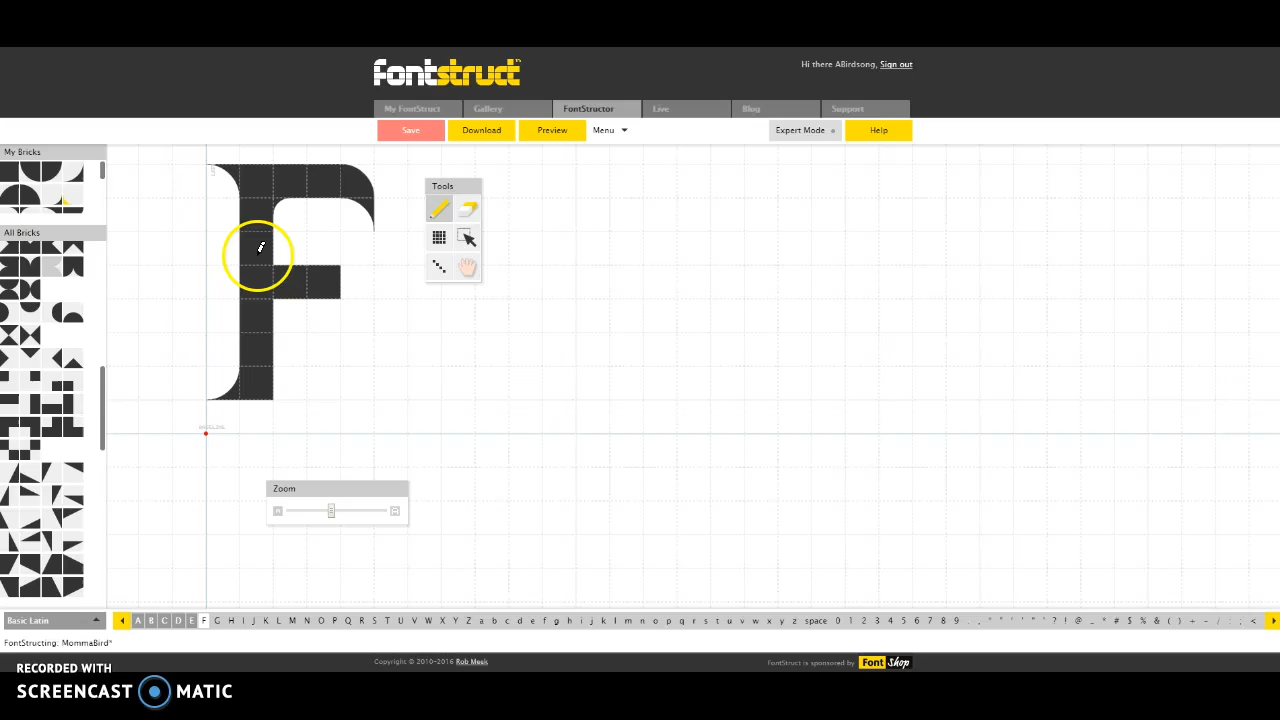 fontstruct
Hi there ABirdsong, Sign out
My FontStruct Gallery FontStructor Live Blog Support
Save Download Preview Menu Expert Mode Help
My Bricks
All Bricks
Tools
Zoom
Basic Latin A B C D E F G H I J K L M N O P Q R S T U V W X Y Z a b c d e f g h i j k l m n o p q r s t u v w x y z space 0 1 2 3 4 5 6 7 8 9
FontStructing: MommaBird*
Copyright © 2010-2016 Rob Meek
FontStruct is sponsored by FontShop
RECORDED WITH
SCREENCAST MATIC